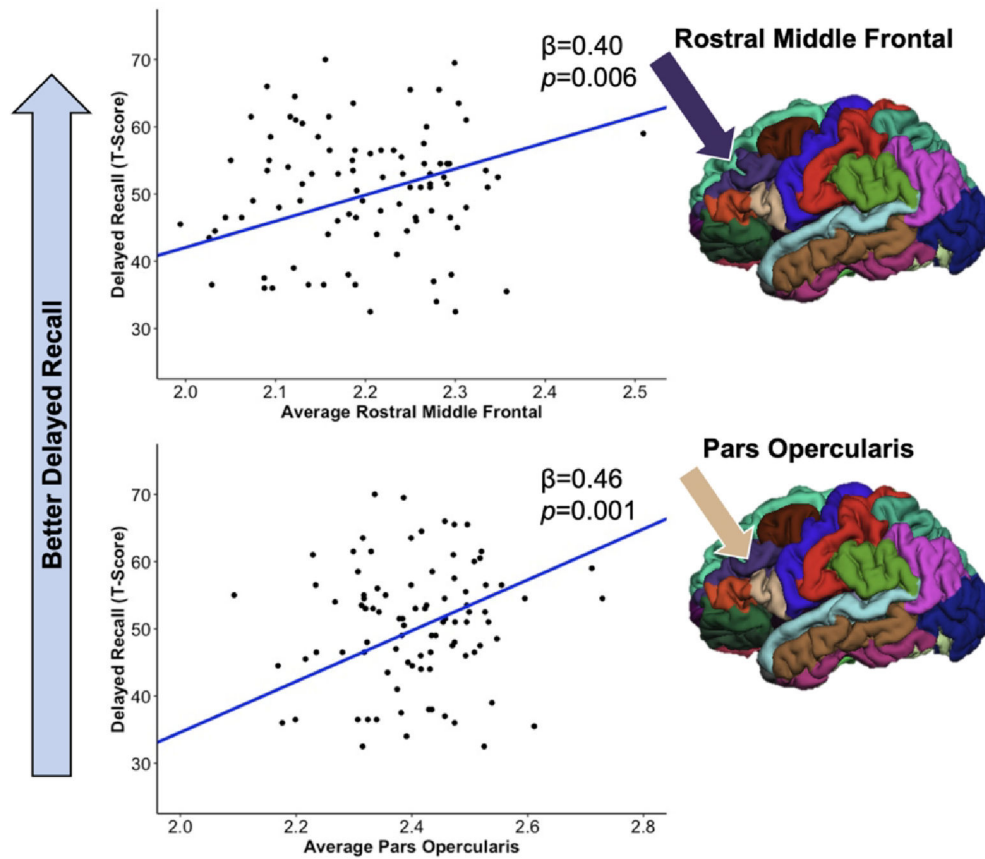 Better Delayed Recall
Delayed Recall (T-Score)
70
60
50
40
30
β=0.40
p=0.006
Rostral Middle Frontal
2.0 2.1 2.2 2.3 2.4 2.5
Average Rostral Middle Frontal
Delayed Recall (T-Score)
70
60
50
40
30
β=0.46
p=0.001
Pars Opercularis
2.0 2.2 2.4 2.6 2.8
Average Pars Opercularis